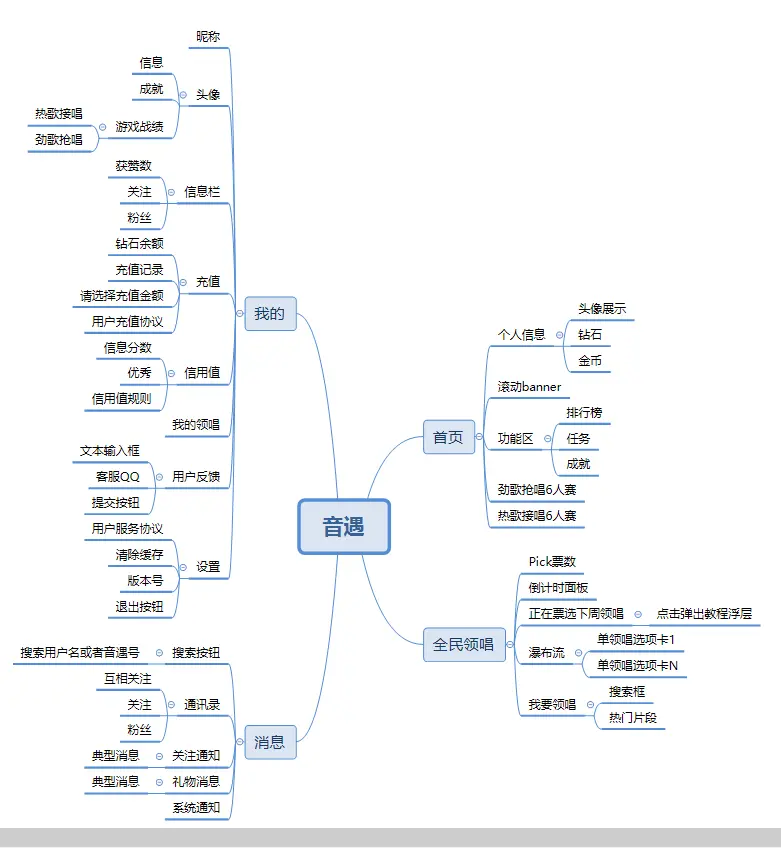 音遇
首页
个人信息
头像展示
钻石
金币
滚动banner
功能区
排行榜
任务
成就
劲歌抢唱6人赛
热歌接唱6人赛
全民领唱
Pick票数
倒计时面板
正在票选下周领唱
点击弹出教程浮层
瀑布流
单领唱选项卡1
单领唱选项卡N
我要领唱
搜索框
热门片段
我的
昵称
头像
信息
成就
游戏战绩
热歌接唱
劲歌抢唱
信息栏
获赞数
关注
粉丝
充值
钻石余额
充值记录
请选择充值金额
用户充值协议
信用值
信息分数
优秀
信用值规则
我的领唱
用户反馈
文本输入框
客服QQ
提交按钮
设置
用户服务协议
清除缓存
版本号
退出按钮
消息
搜索按钮
搜索用户名或者音遇号
通讯录
互相关注
关注
粉丝
关注通知
典型消息
礼物消息
典型消息
系统通知